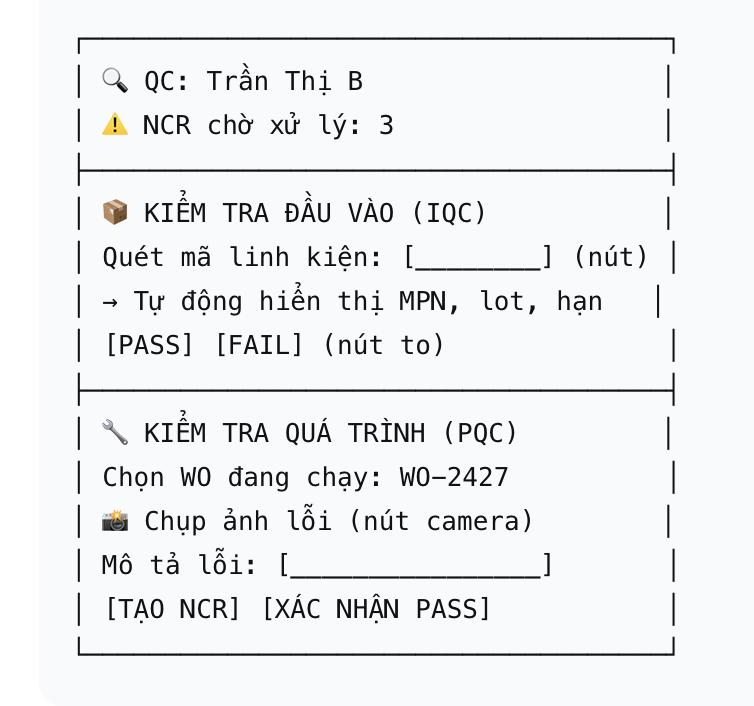 🔍 QC: Trần Thị B
⚠️ NCR chờ xử lý: 3
📦 KIỂM TRA ĐẦU VÀO (IQC)
Quét mã linh kiện: [________] (nút)
→ Tự động hiển thị MPN, lot, hạn
[PASS] [FAIL] (nút to)
🔧 KIỂM TRA QUÁ TRÌNH (PQC)
Chọn WO đang chạy: WO-2427
📸 Chụp ảnh lỗi (nút camera)
Mô tả lỗi: [________________]
[TẠO NCR] [XÁC NHẬN PASS]